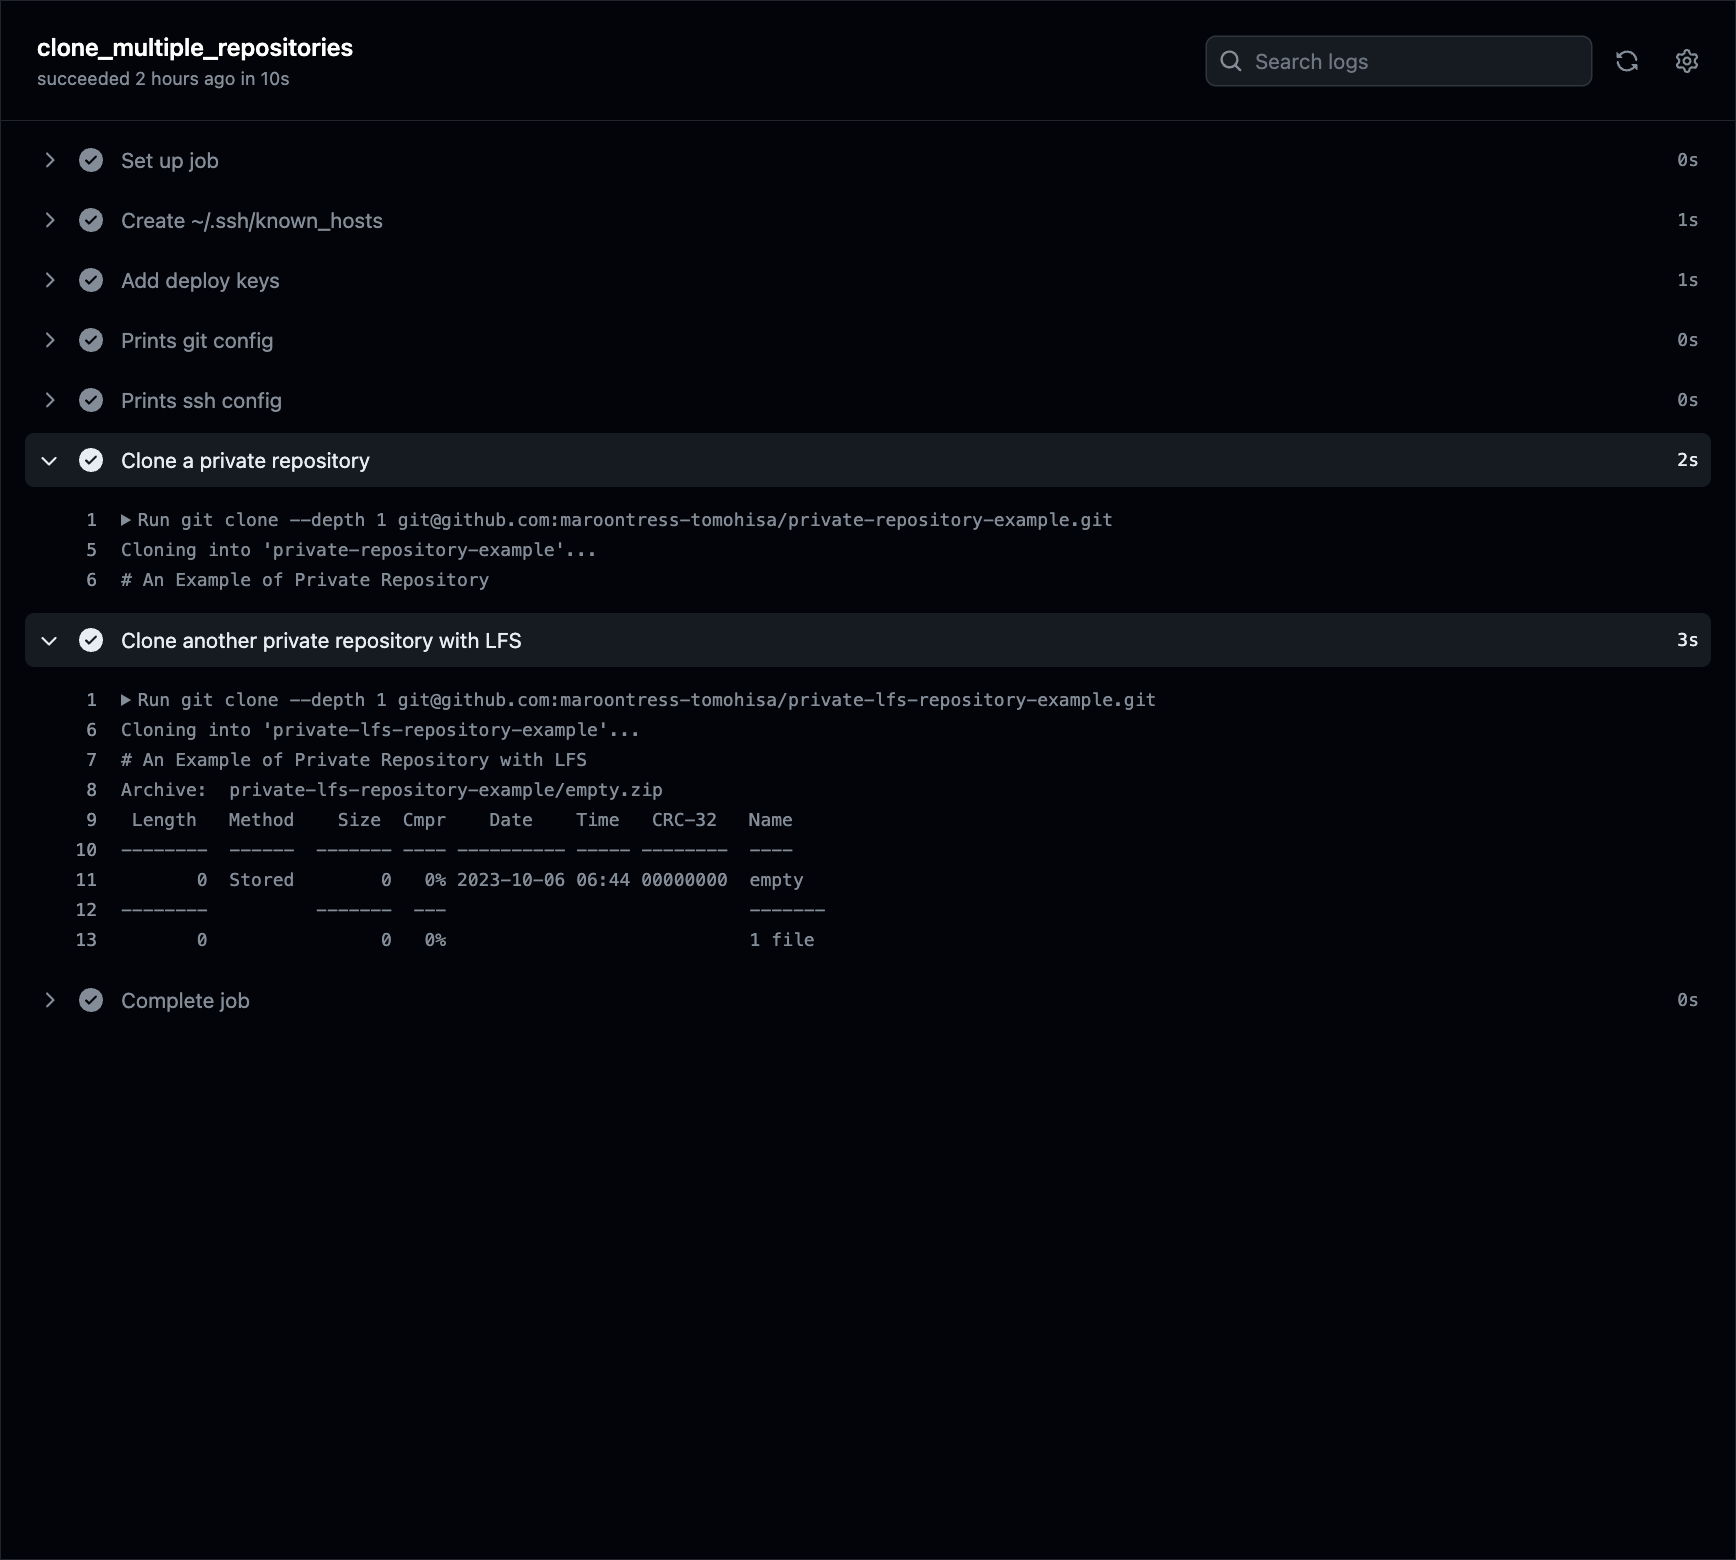 clone_multiple_repositories
succeeded 2 hours ago in 10s
Search logs
Set up job 0s
Create ~/.ssh/known_hosts 1s
Add deploy keys 1s
Prints git config 0s
Prints ssh config 0s
Clone a private repository 2s
1 Run git clone --depth 1 git@github.com:maroontress-tomohisa/private-repository-example.git
5 Cloning into 'private-repository-example'...
6 # An Example of Private Repository
Clone another private repository with LFS 3s
1 Run git clone --depth 1 git@github.com:maroontress-tomohisa/private-lfs-repository-example.git
6 Cloning into 'private-lfs-repository-example'...
7 # An Example of Private Repository with LFS
8 Archive:  private-lfs-repository-example/empty.zip
9  Length   Method    Size  Cmpr    Date    Time   CRC-32   Name
10 --------  ------  ------- ---- ---------- ----- --------  ----
11        0  Stored        0   0% 2023-10-06 06:44 00000000  empty
12 --------          -------  ---                            -------
13        0                0   0%                            1 file
Complete job 0s